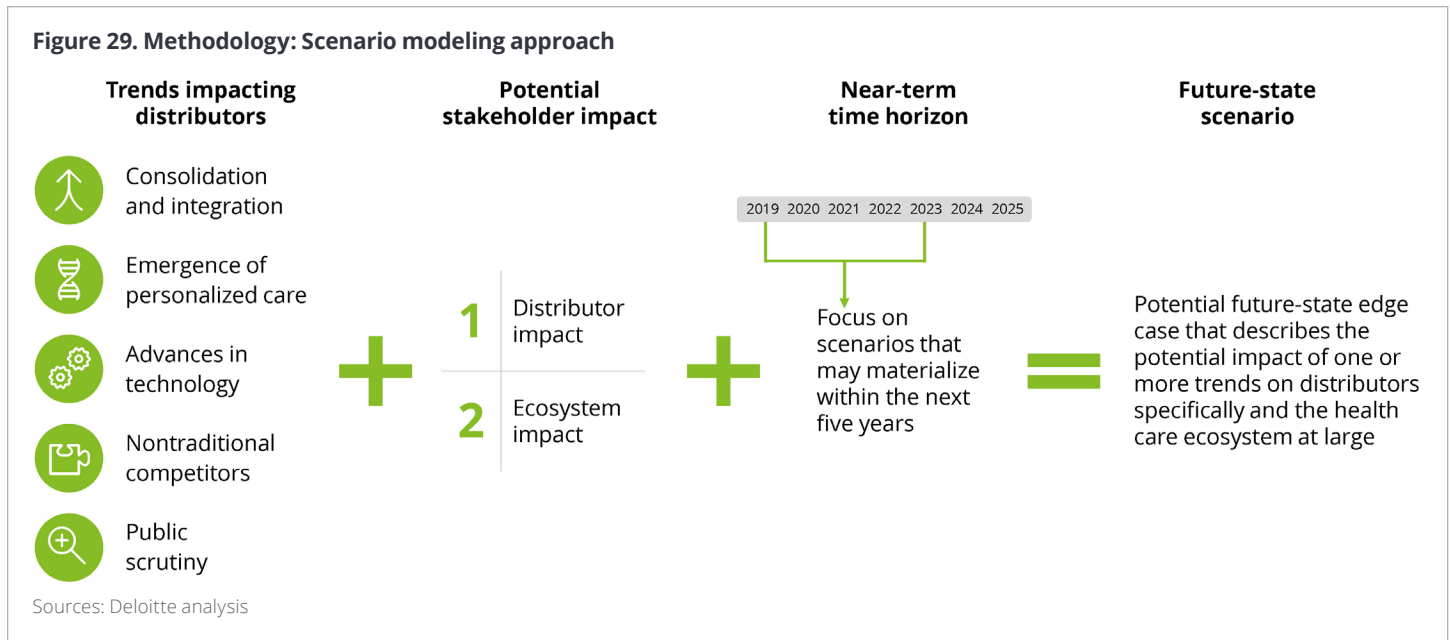 Figure 29. Methodology: Scenario modeling approach
Trends impacting
distributors
Consolidation
and integration
Emergence of
personalized care
Advances in
technology
Nontraditional
competitors
Public
scrutiny
+
Potential
stakeholder impact
1
Distributor
impact
2
Ecosystem
impact
+
Near-term
time horizon
2019 2020 2021 2022 2023 2024 2025
Focus on
scenarios that
may materialize
within the next
five years
=
Future-state
scenario
Potential future-state edge
case that describes the
potential impact of one or
more trends on distributors
specifically and the health
care ecosystem at large
Sources: Deloitte analysis